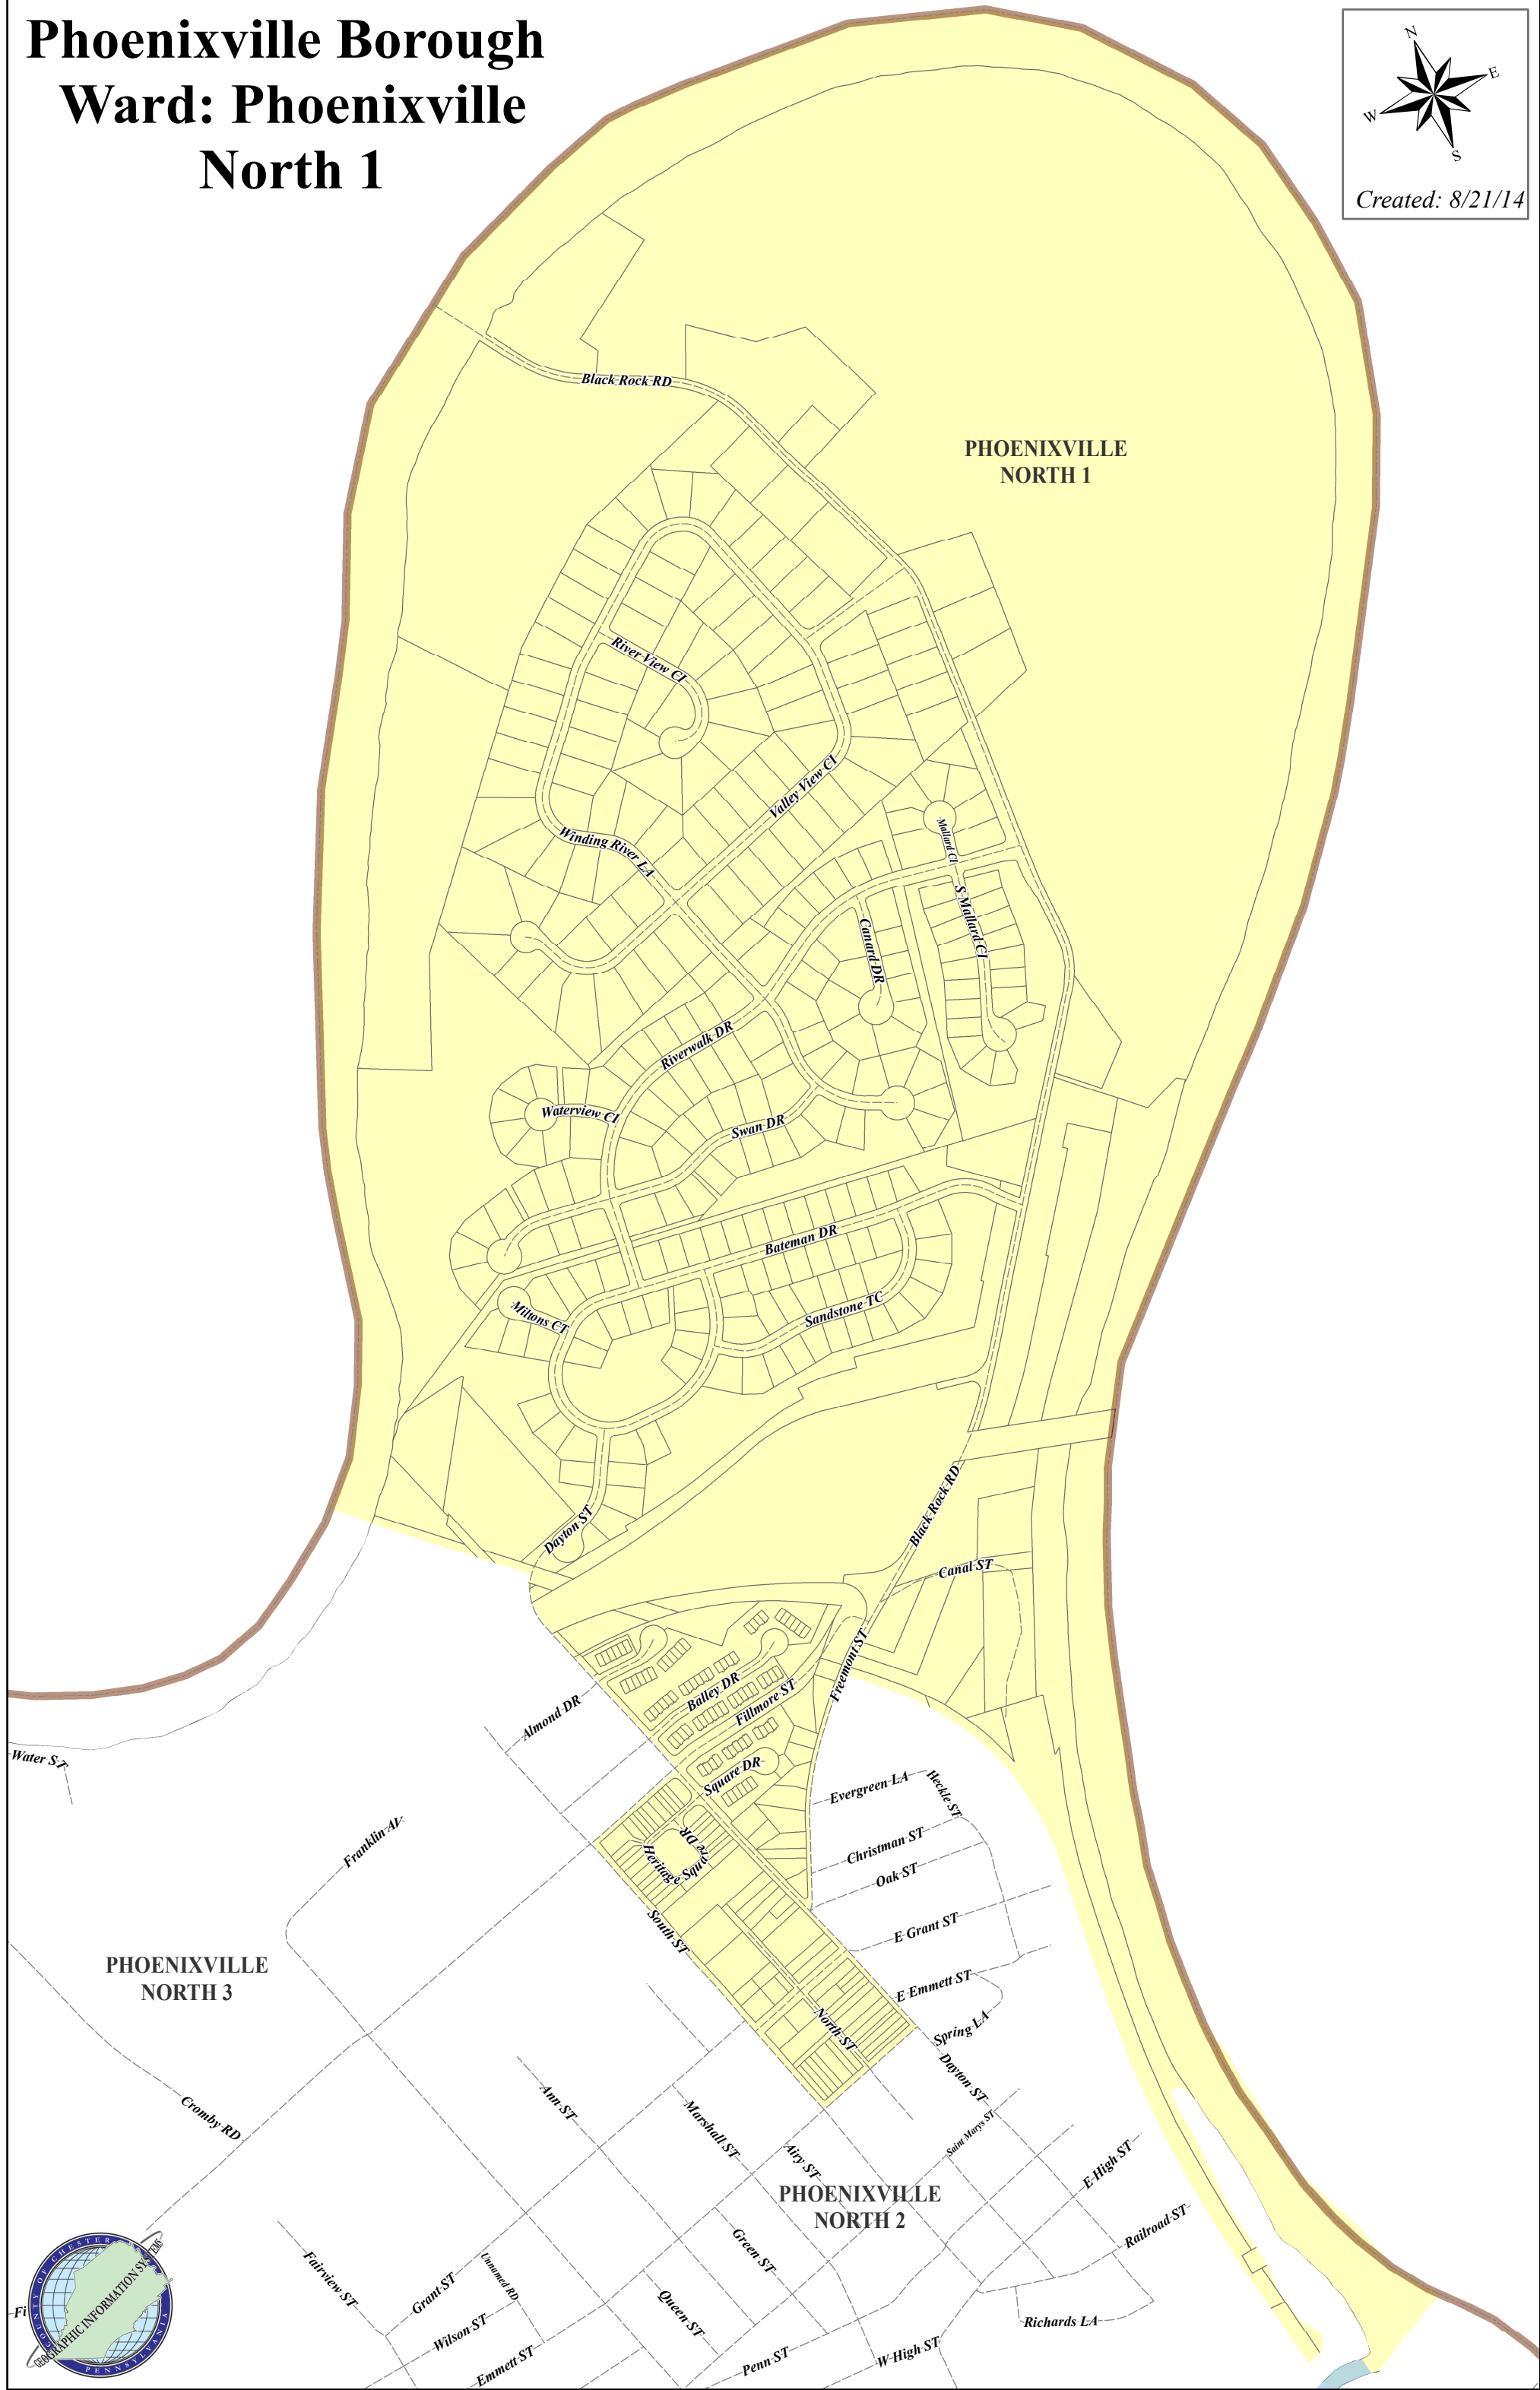 Phoenixville Borough
Ward: Phoenixville
North 1
N
E
W
S
Created: 8/21/14
Black Rock RD
PHOENIXVILLE
NORTH 1
River View CI
Valley View CI
Winding River LA
Mallard CI
S Mallard CI
Canard DR
Riverwalk DR
Waterview CI
Swan DR
Bateman DR
Sandstone TC
Miltons CT
Black Rock RD
Dayton ST
Canal ST
Freemont ST
Balley DR
Fillmore ST
Almond DR
Square DR
Water ST
Evergreen LA
Heckle ST
Franklin AV
Heritage Square DR
Christman ST
Oak ST
South ST
E Grant ST
PHOENIXVILLE
NORTH 3
E Emmett ST
North ST
Spring LA
Dayton ST
Cromby RD
Ann ST
Marshall ST
Airy ST
Saint Marys ST
E High ST
PHOENIXVILLE
NORTH 2
Railroad ST
Green ST
Fairview ST
Unnamed RD
Grant ST
Queen ST
Richards LA
Wilson ST
Emmett ST
Penn ST
W High ST
Fi
COUNTY OF CHESTER
GEOGRAPHIC INFORMATION SYSTEMS
PENNSYLVANIA